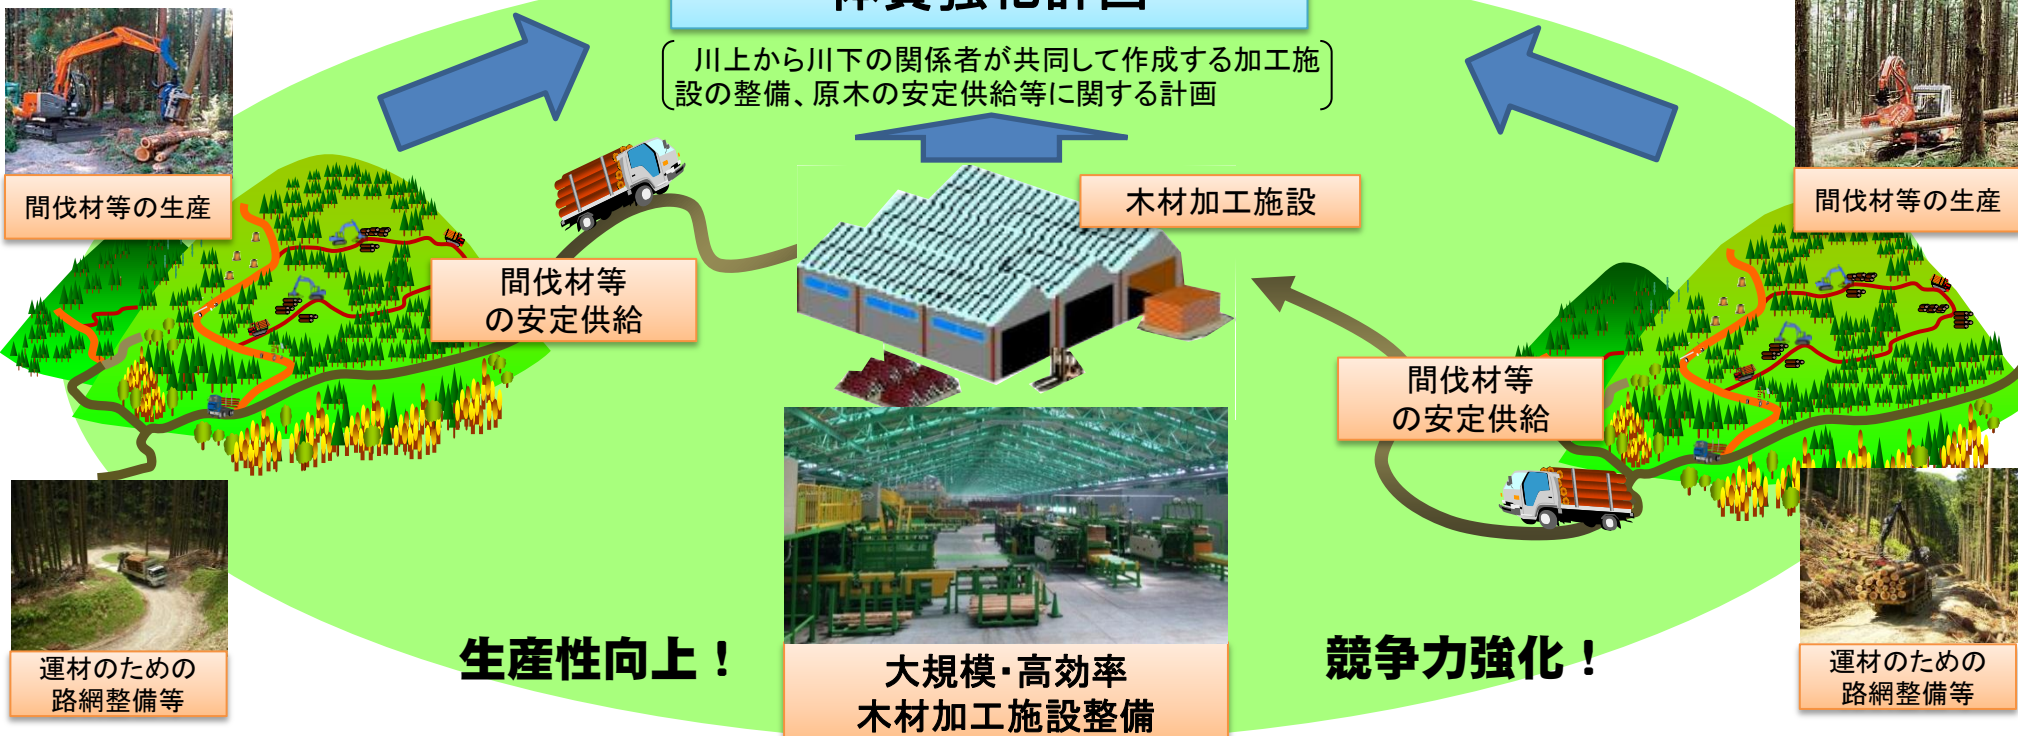 体質強化計画
川上から川下の関係者が共同して作成する加工施
設の整備、原木の安定供給等に関する計画
間伐材等の生産
木材加工施設
間伐材等の生産
間伐材等
の安定供給
間伐材等
の安定供給
生産性向上！
競争力強化！
運材のための
路網整備等
大規模・高効率
木材加工施設整備
運材のための
路網整備等